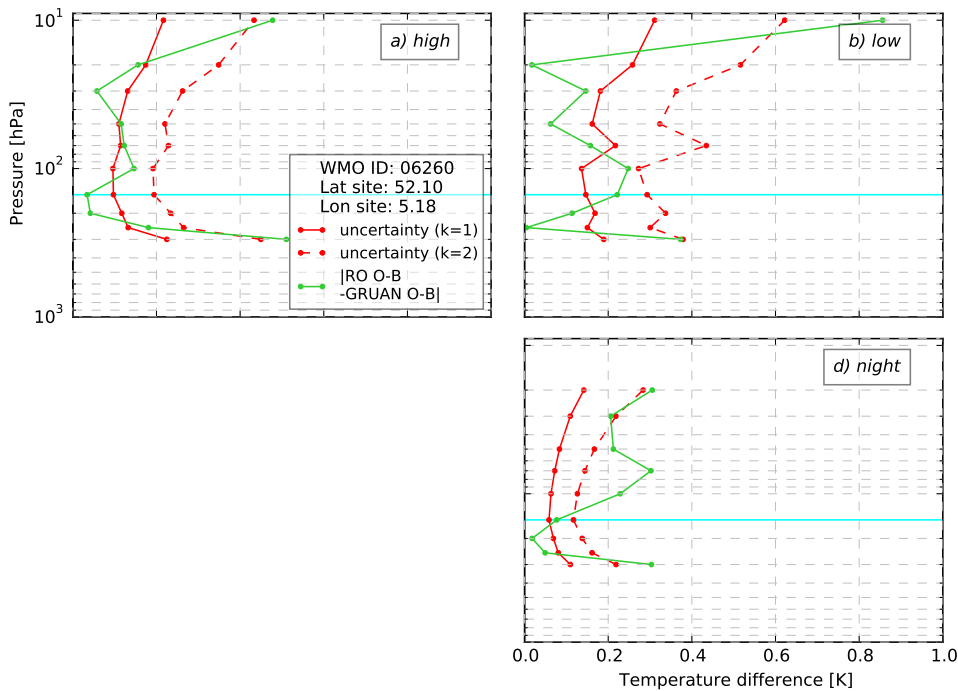 10¹
a) high
b) low
Pressure [hPa]
10²
WMO ID: 06260
Lat site: 52.10
Lon site: 5.18
uncertainty (k=1)
uncertainty (k=2)
|RO O-B
-GRUAN O-B|
10³
d) night
0.0 0.2 0.4 0.6 0.8 1.0
Temperature difference [K]